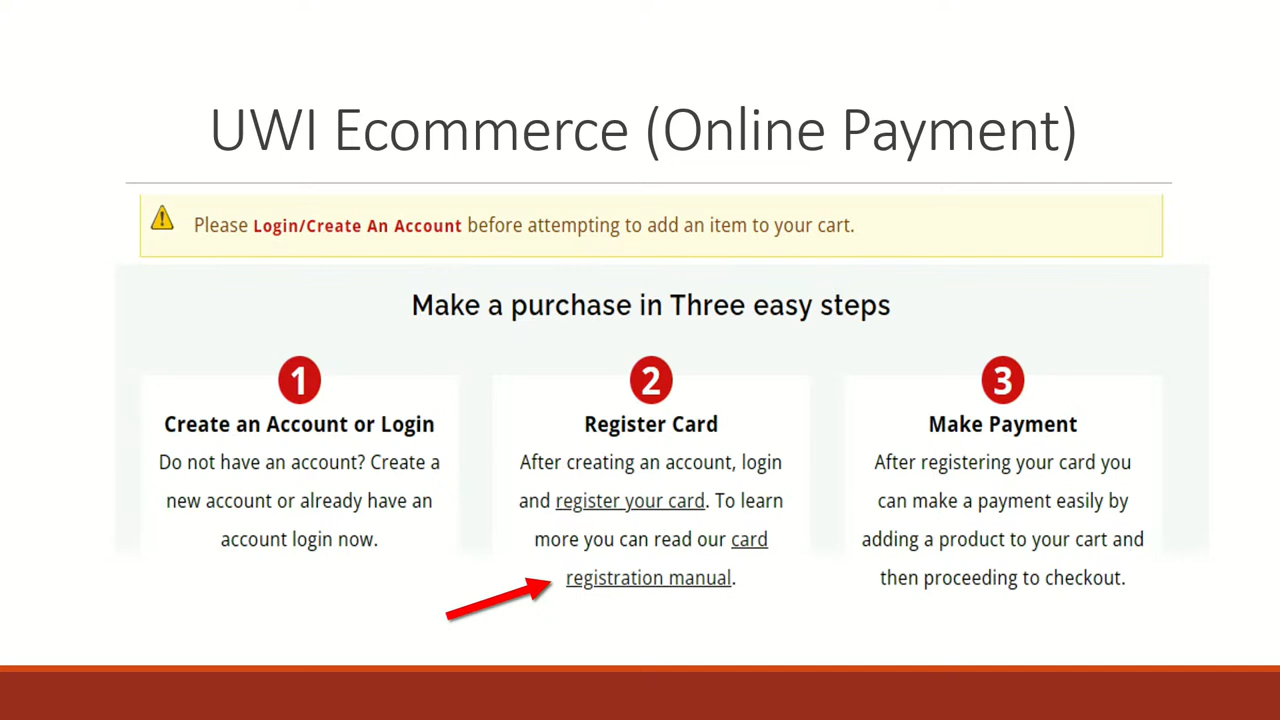 UWI Ecommerce (Online Payment)
Please Login/Create An Account before attempting to add an item to your cart.
Make a purchase in Three easy steps
1
Create an Account or Login
Do not have an account? Create a
new account or already have an
account login now.
2
Register Card
After creating an account, login
and register your card. To learn
more you can read our card
registration manual.
3
Make Payment
After registering your card you
can make a payment easily by
adding a product to your cart and
then proceeding to checkout.